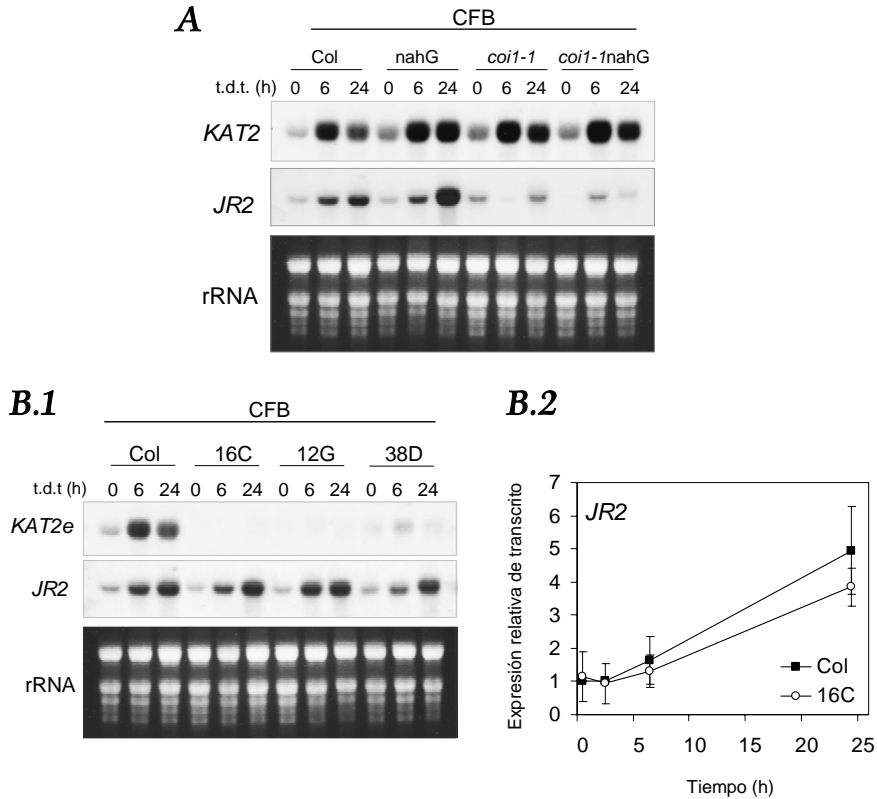 A
CFB
Col nahG coi1-1 coi1-1nahG
t.d.t. (h) 0 6 24 0 6 24 0 6 24 0 6 24
KAT2
JR2
rRNA
B.1
CFB
Col 16C 12G 38D
t.d.t (h) 0 6 24 0 6 24 0 6 24 0 6 24
KAT2e
JR2
rRNA
B.2
Expresión relativa de transcrito
7
6
5
4
3
2
1
0
JR2
Col
16C
0 5 10 15 20 25
Tiempo (h)